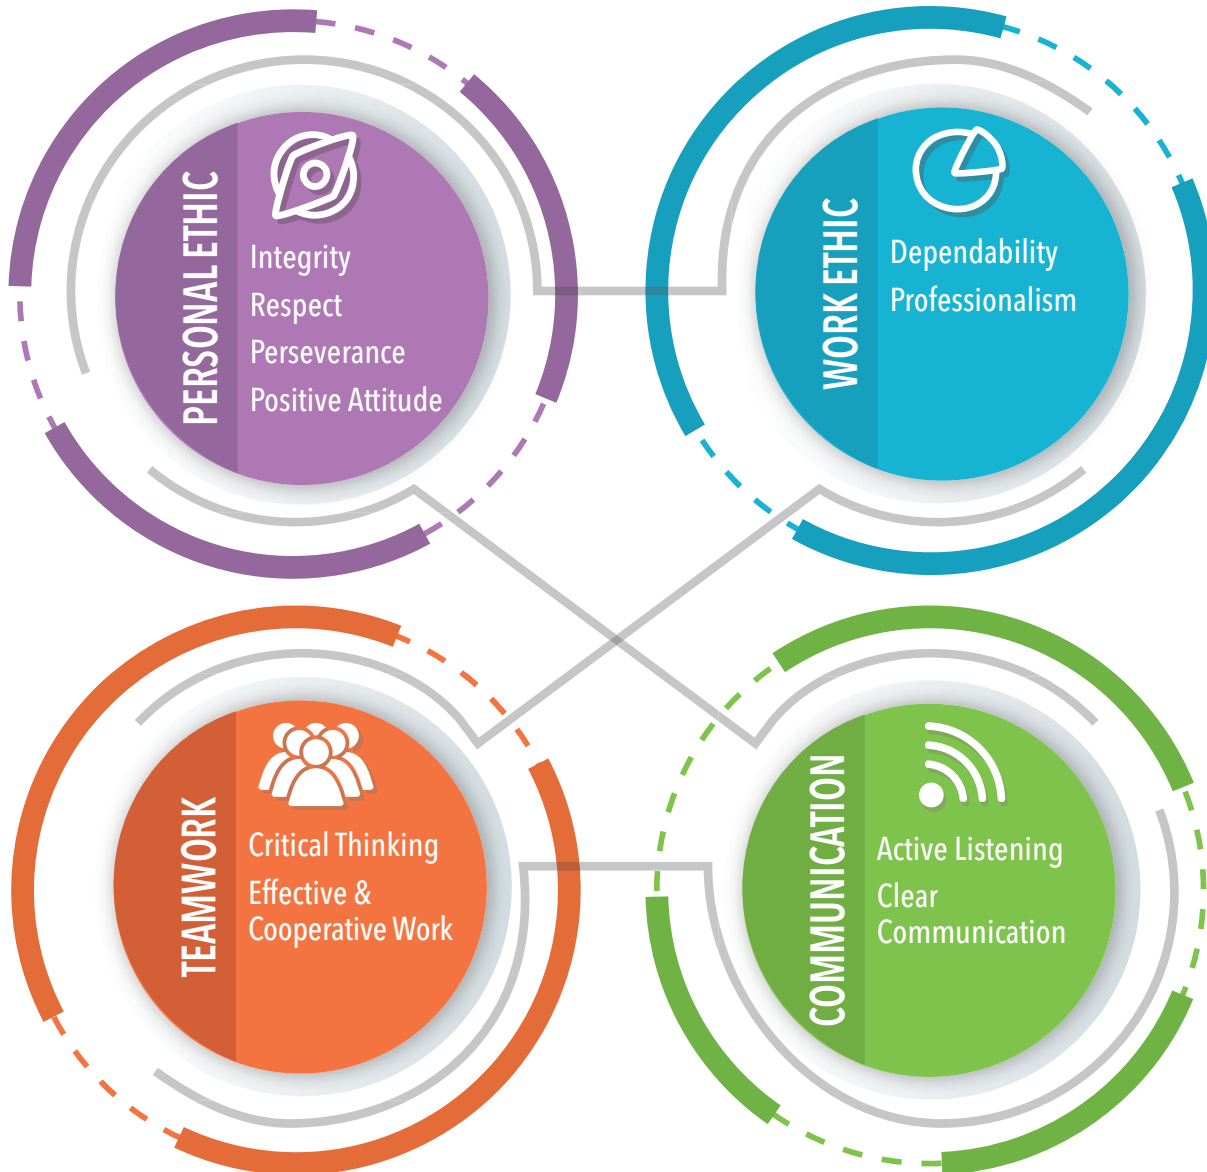 PERSONAL ETHIC
Integrity
Respect
Perseverance
Positive Attitude
WORK ETHIC
Dependability
Professionalism
TEAMWORK
Critical Thinking
Effective &
Cooperative Work
COMMUNICATION
Active Listening
Clear
Communication